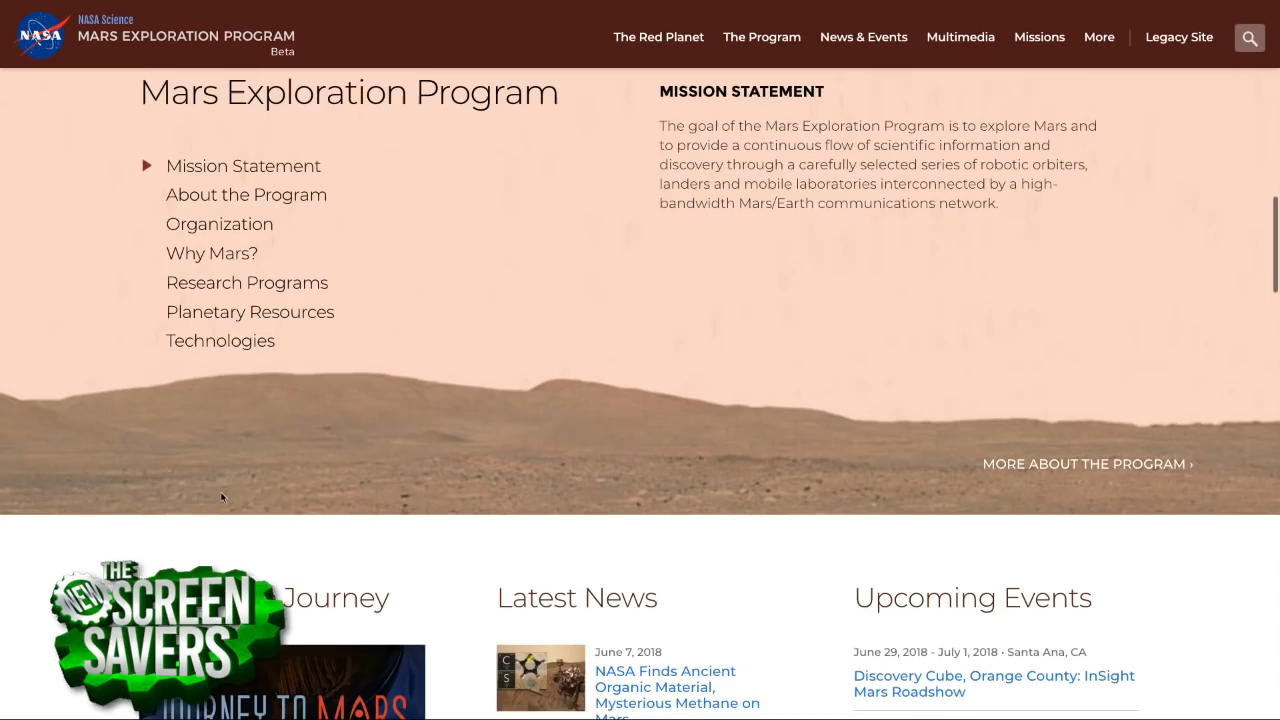 NASA
NASA Science
MARS EXPLORATION PROGRAM
Beta
The Red Planet
The Program
News & Events
Multimedia
Missions
More
Legacy Site
Mars Exploration Program
Mission Statement
About the Program
Organization
Why Mars?
Research Programs
Planetary Resources
Technologies
MISSION STATEMENT
The goal of the Mars Exploration Program is to explore Mars and
to provide a continuous flow of scientific information and
discovery through a carefully selected series of robotic orbiters,
landers and mobile laboratories interconnected by a high-
bandwidth Mars/Earth communications network.
MORE ABOUT THE PROGRAM ›
THE
NEW SCREEN
SAVERS
Journey
JOURNEY TO MARS
Latest News
C
S
June 7, 2018
NASA Finds Ancient
Organic Material,
Mysterious Methane on
Mars
Upcoming Events
June 29, 2018 - July 1, 2018 • Santa Ana, CA
Discovery Cube, Orange County: InSight
Mars Roadshow